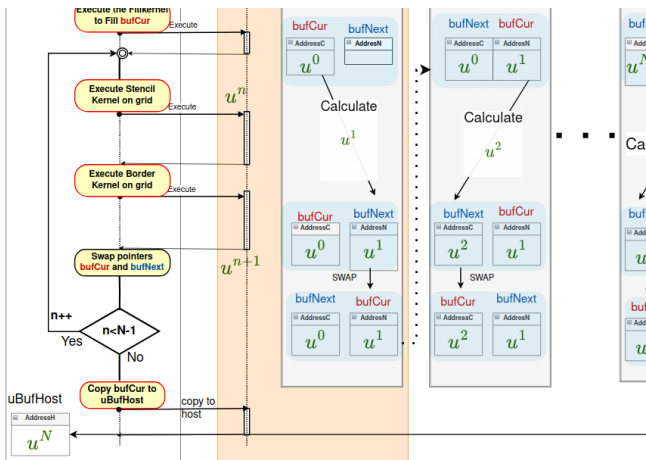 Execute the Fillkernel
to Fill bufCur
Execute
Execute Stencil
Kernel on grid
Execute
u^n
Execute Border
Kernel on grid
Execute
Swap pointers
bufCur and bufNext
u^{n+1}
n++
n<N-1
Yes
No
Copy bufCur to
uBufHost
copy to
host
uBufHost
AddressH
u^N
bufCur
bufNext
AddressC
AddresN
u^0
Calculate
u^1
bufCur
bufNext
AddressC
AddressN
u^0
u^1
SWAP
bufNext
bufCur
AddressC
AddresN
u^0
u^1
bufNext
bufCur
AddressC
AddressN
u^0
u^1
Calculate
u^2
bufNext
bufCur
AddressC
AddressN
u^2
u^1
SWAP
bufCur
bufNext
AddressC
AddressN
u^2
u^1